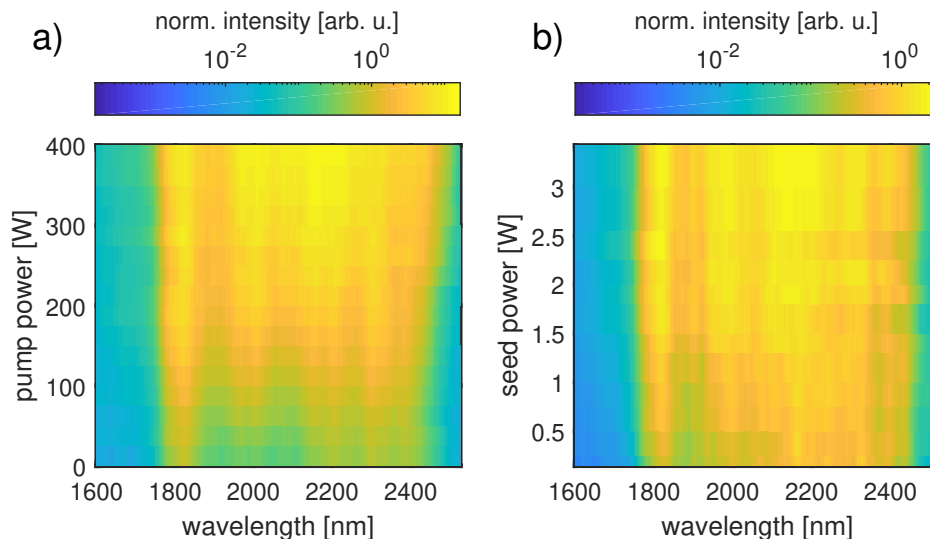 a)
norm. intensity [arb. u.]
10^-2 10^0
400
300
200
100
0
pump power [W]
1600 1800 2000 2200 2400
wavelength [nm]
b)
norm. intensity [arb. u.]
10^-2 10^0
3
2.5
2
1.5
1
0.5
seed power [W]
1600 1800 2000 2200 2400
wavelength [nm]